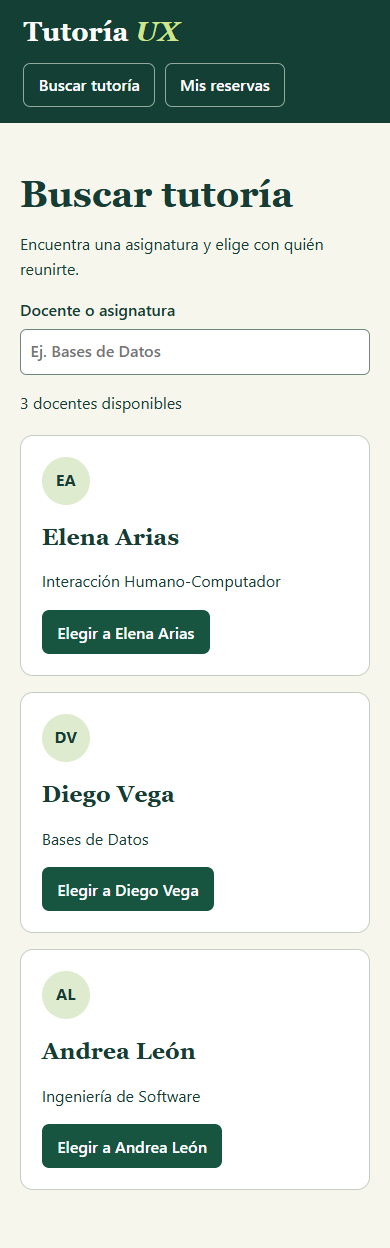 Tutoría UX
Buscar tutoría
Mis reservas
Buscar tutoría
Encuentra una asignatura y elige con quién
reunirte.
Docente o asignatura
Ej. Bases de Datos
3 docentes disponibles
EA
Elena Arias
Interacción Humano-Computador
Elegir a Elena Arias
DV
Diego Vega
Bases de Datos
Elegir a Diego Vega
AL
Andrea León
Ingeniería de Software
Elegir a Andrea León